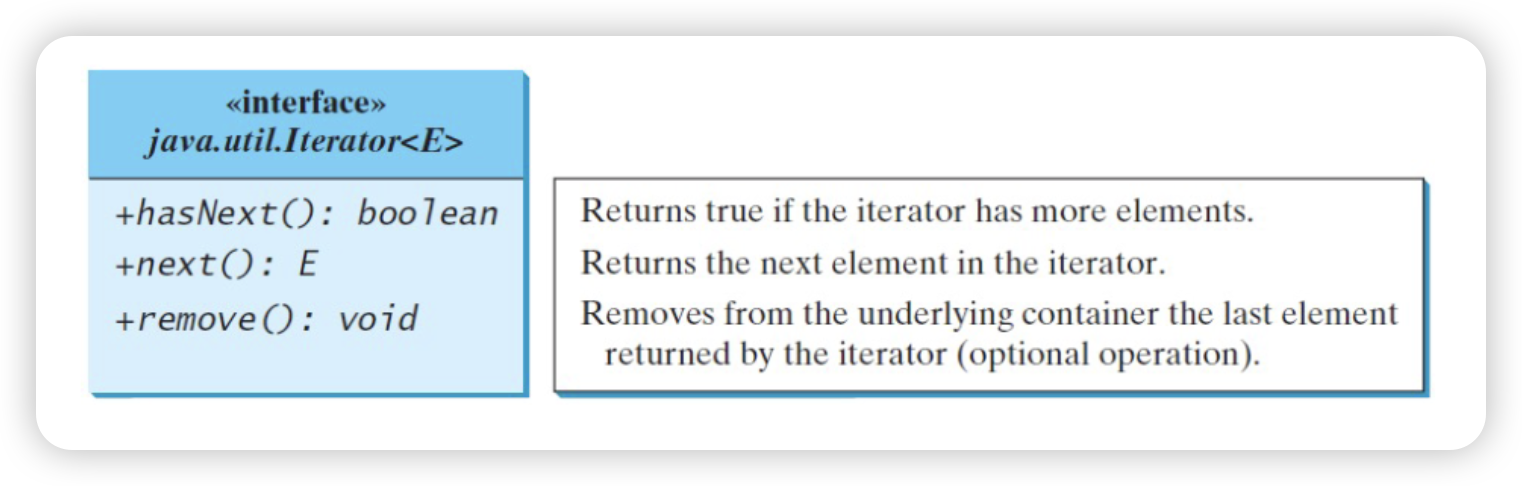 «interface»
java.util.Iterator<E>
+hasNext(): boolean
Returns true if the iterator has more elements.
+next(): E
Returns the next element in the iterator.
+remove(): void
Removes from the underlying container the last element
returned by the iterator (optional operation).